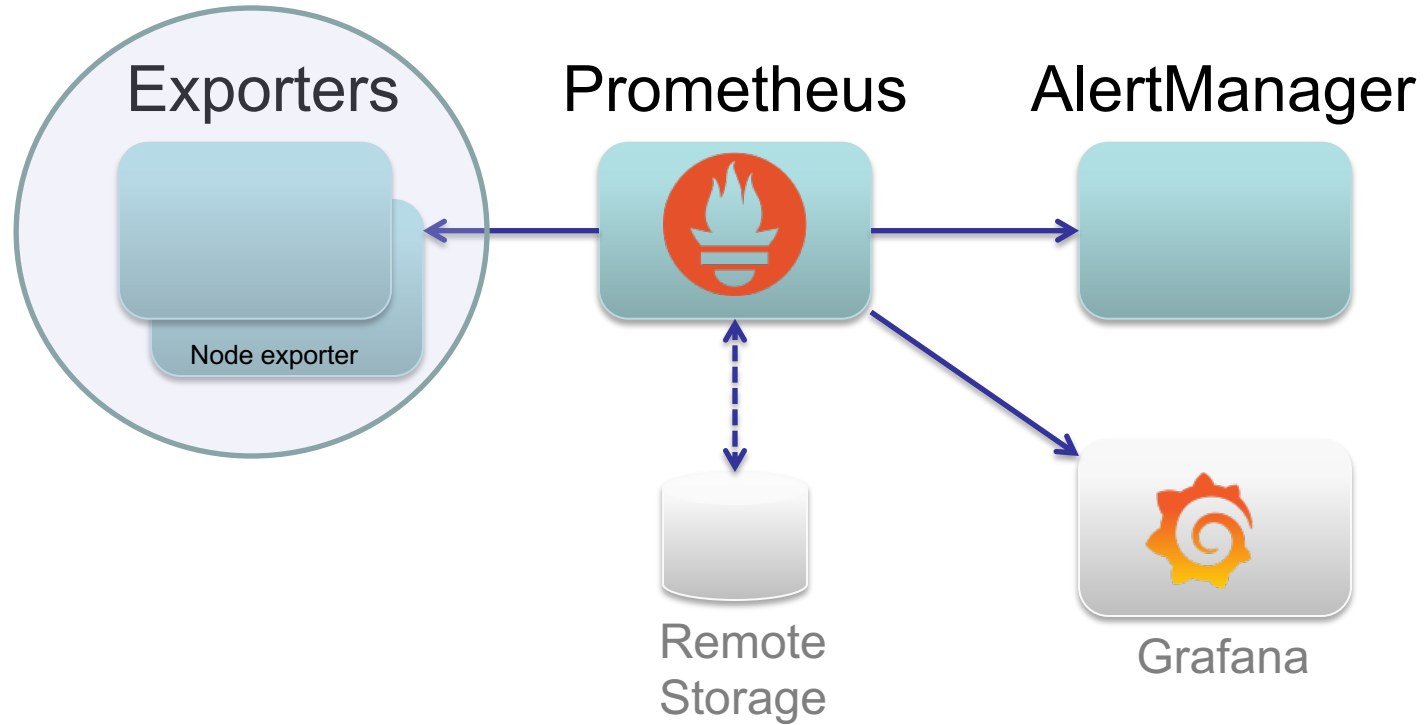 Exporters
Prometheus
AlertManager
Node exporter
Remote
Storage
Grafana